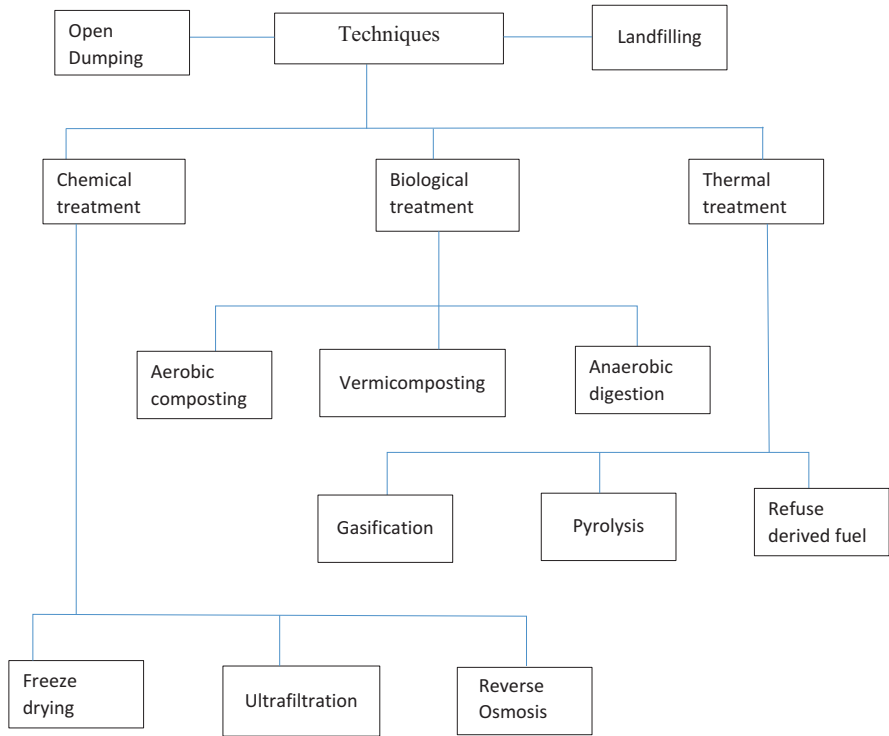 Open
Dumping
Techniques
Landfilling
Chemical
treatment
Biological
treatment
Thermal
treatment
Aerobic
composting
Vermicomposting
Anaerobic
digestion
Gasification
Pyrolysis
Refuse
derived fuel
Freeze
drying
Ultrafiltration
Reverse
Osmosis